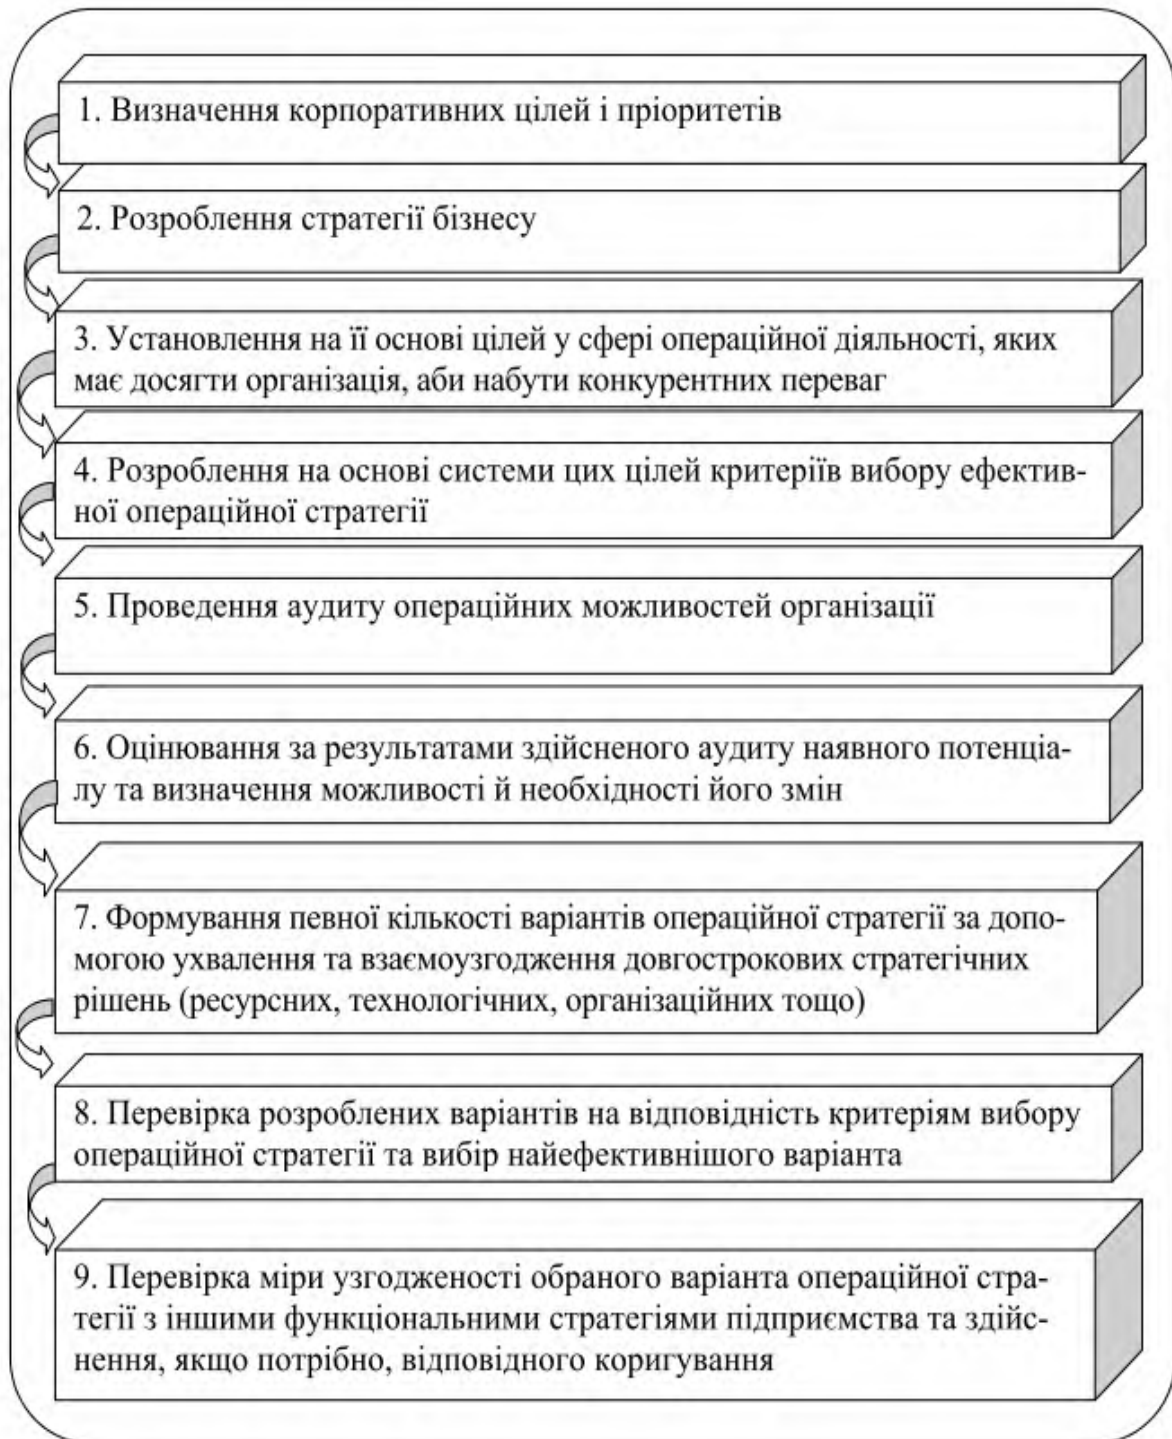 1. Визначення корпоративних цілей і пріоритетів
2. Розроблення стратегії бізнесу
3. Установлення на її основі цілей у сфері операційної діяльності, яких
має досягти організація, аби набути конкурентних переваг
4. Розроблення на основі системи цих цілей критеріїв вибору ефектив-
ної операційної стратегії
5. Проведення аудиту операційних можливостей організації
6. Оцінювання за результатами здійсненого аудиту наявного потенціа-
лу та визначення можливості й необхідності його змін
7. Формування певної кількості варіантів операційної стратегії за допо-
могою ухвалення та взаємоузгодження довгострокових стратегічних
рішень (ресурсних, технологічних, організаційних тощо)
8. Перевірка розроблених варіантів на відповідність критеріям вибору
операційної стратегії та вибір найефективнішого варіанта
9. Перевірка міри узгодженості обраного варіанта операційної стра-
тегії з іншими функціональними стратегіями підприємства та здійс-
нення, якщо потрібно, відповідного коригування